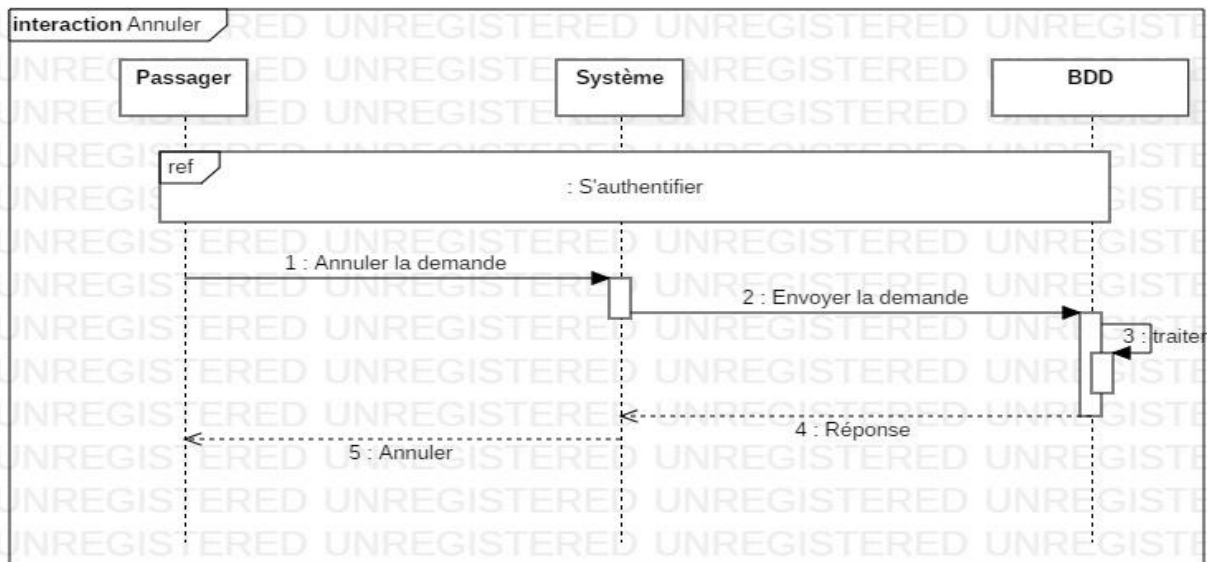 interaction Annuler
Passager Système BDD
ref
: S'authentifier
1 : Annuler la demande
2 : Envoyer la demande
3 : traiter
4 : Réponse
5 : Annuler
UNREGISTERED